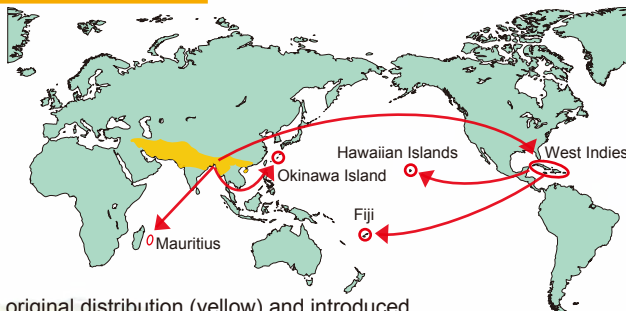 Hawaiian Islands
West Indies
Okinawa Island
Fiji
Mauritius
original distribution (yellow) and introduced